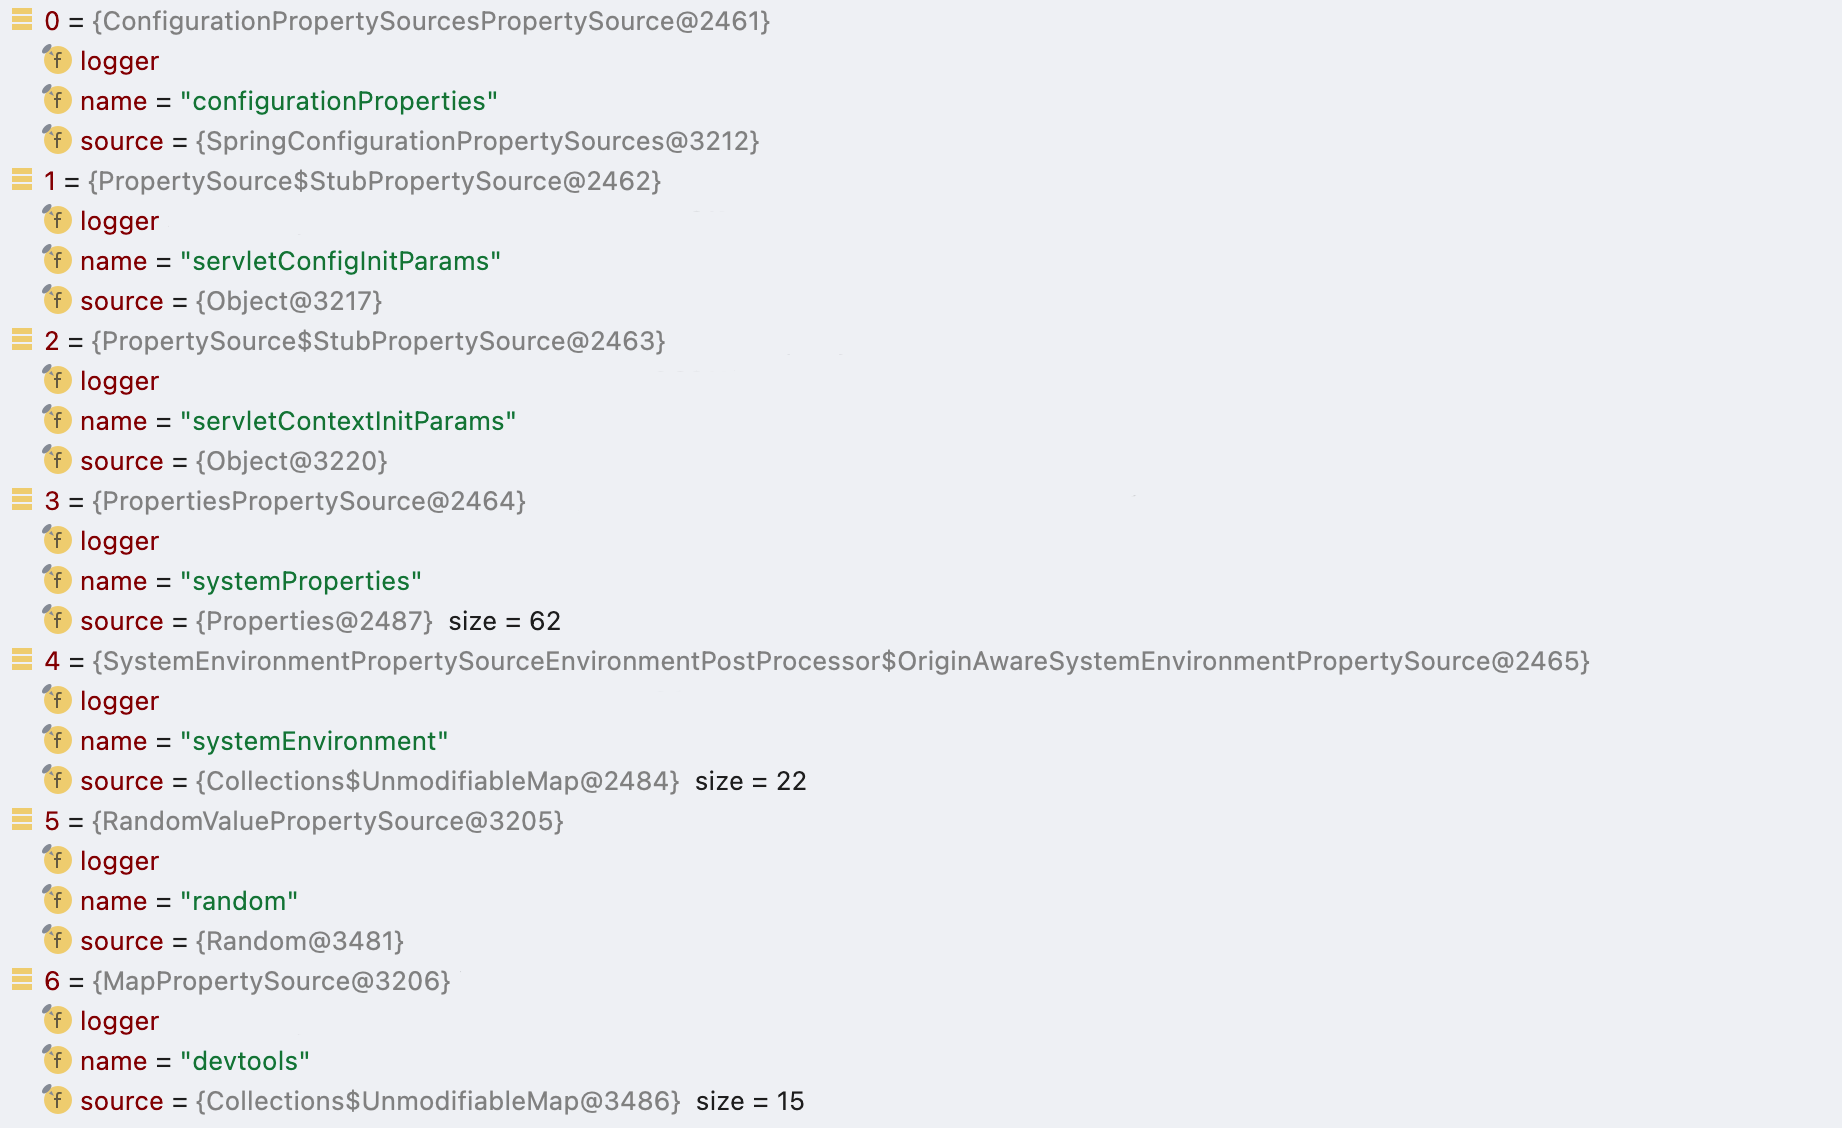 0 = {ConfigurationPropertySourcesPropertySource@2461}
f logger
f name = "configurationProperties"
f source = {SpringConfigurationPropertySources@3212}
1 = {PropertySource$StubPropertySource@2462}
f logger
f name = "servletConfigInitParams"
f source = {Object@3217}
2 = {PropertySource$StubPropertySource@2463}
f logger
f name = "servletContextInitParams"
f source = {Object@3220}
3 = {PropertiesPropertySource@2464}
f logger
f name = "systemProperties"
f source = {Properties@2487} size = 62
4 = {SystemEnvironmentPropertySourceEnvironmentPostProcessor$OriginAwareSystemEnvironmentPropertySource@2465}
f logger
f name = "systemEnvironment"
f source = {Collections$UnmodifiableMap@2484} size = 22
5 = {RandomValuePropertySource@3205}
f logger
f name = "random"
f source = {Random@3481}
6 = {MapPropertySource@3206}
f logger
f name = "devtools"
f source = {Collections$UnmodifiableMap@3486} size = 15